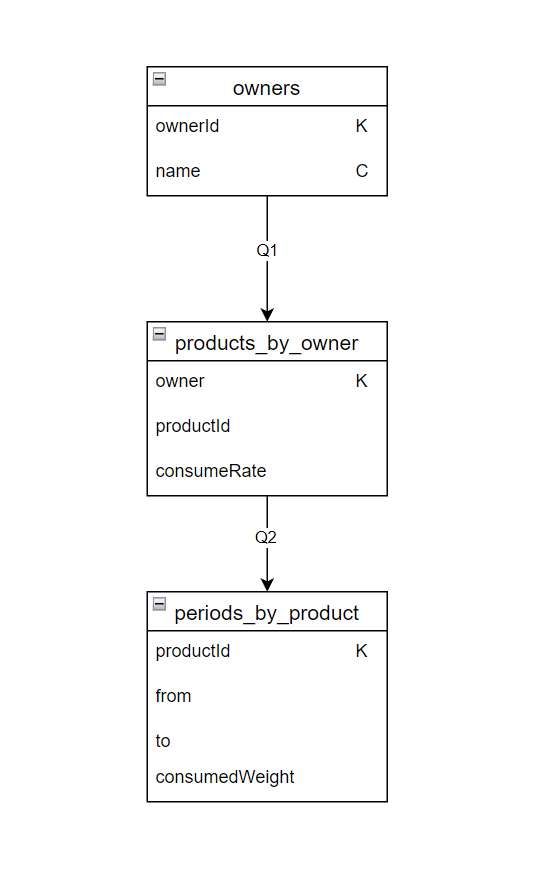 owners
ownerId K
name C
Q1
products_by_owner
owner K
productId
consumeRate
Q2
periods_by_product
productId K
from
to
consumedWeight